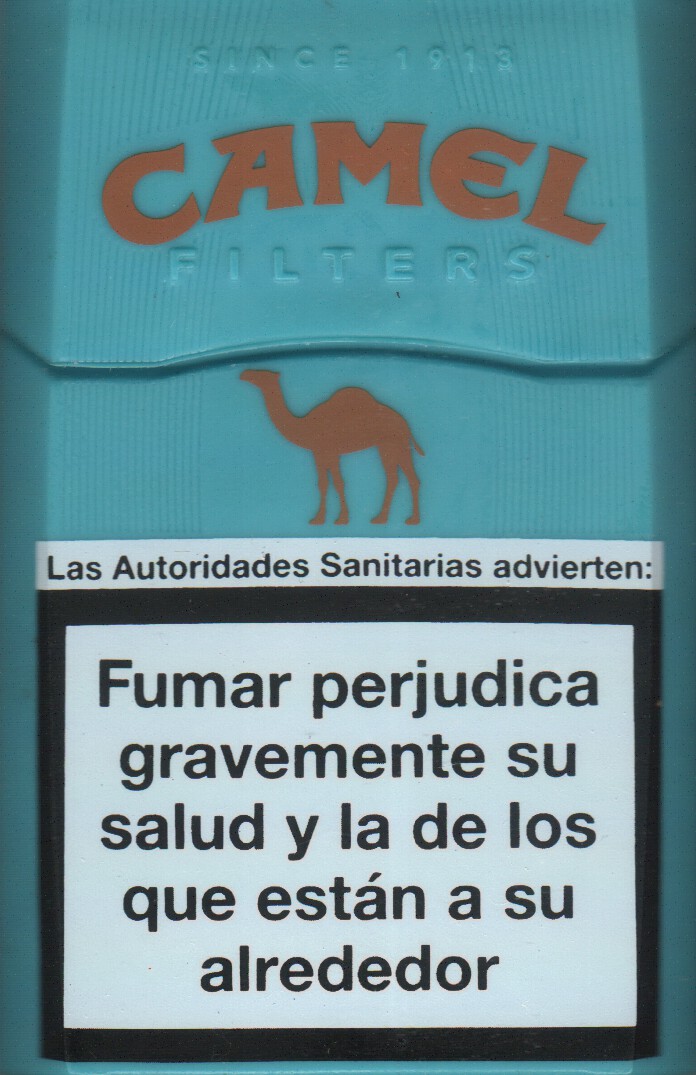 SINCE 1913
CAMEL
FILTERS
Las Autoridades Sanitarias advierten:
Fumar perjudica
gravemente su
salud y la de los
que están a su
alrededor